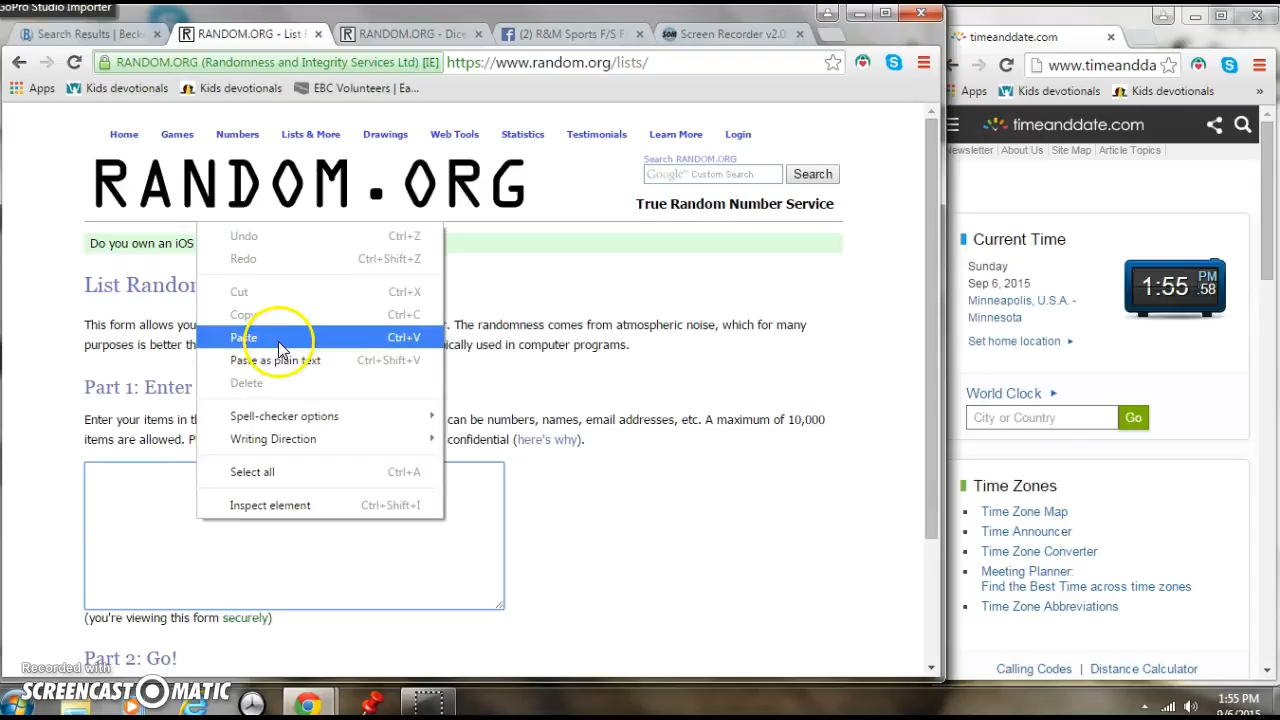 GoPro Studio Importer
Search Results | Beck
RANDOM.ORG - List
RANDOM.ORG - Dice
(2) R&M Sports F/S F
Screen Recorder v2.0
RANDOM.ORG (Randomness and Integrity Services Ltd) [IE]
https://www.random.org/lists/
Apps
Kids devotionals
Kids devotionals
EBC Volunteers | Ea...
Home
Games
Numbers
Lists & More
Drawings
Web Tools
Statistics
Testimonials
Learn More
Login
RANDOM.ORG
Search RANDOM.ORG
Google™ Custom Search
Search
True Random Number Service
Do you own an iOS
List Randor
This form allows you
. The randomness comes from atmospheric noise, which for many
purposes is better th
ically used in computer programs.
Part 1: Enter
Enter your items in th
can be numbers, names, email addresses, etc. A maximum of 10,000
items are allowed. P
confidential (here's why).
Undo Ctrl+Z
Redo Ctrl+Shift+Z
Cut Ctrl+X
Copy Ctrl+C
Paste Ctrl+V
Paste as plain text Ctrl+Shift+V
Delete
Spell-checker options
Writing Direction
Select all Ctrl+A
Inspect element Ctrl+Shift+I
(you're viewing this form securely)
Part 2: Go!
Recorded with
SCREENCAST MATIC
timeanddate.com
www.timeandda
Apps
Kids devotionals
Kids devotionals
»
timeanddate.com
Newsletter | About Us | Site Map | Article Topics |
Current Time
Sunday
Sep 6, 2015
Minneapolis, U.S.A. -
Minnesota
Set home location
1:55 PM :58
World Clock
City or Country
Go
Time Zones
Time Zone Map
Time Announcer
Time Zone Converter
Meeting Planner:
Find the Best Time across time zones
Time Zone Abbreviations
Calling Codes | Distance Calculator
1:55 PM
9/6/2015